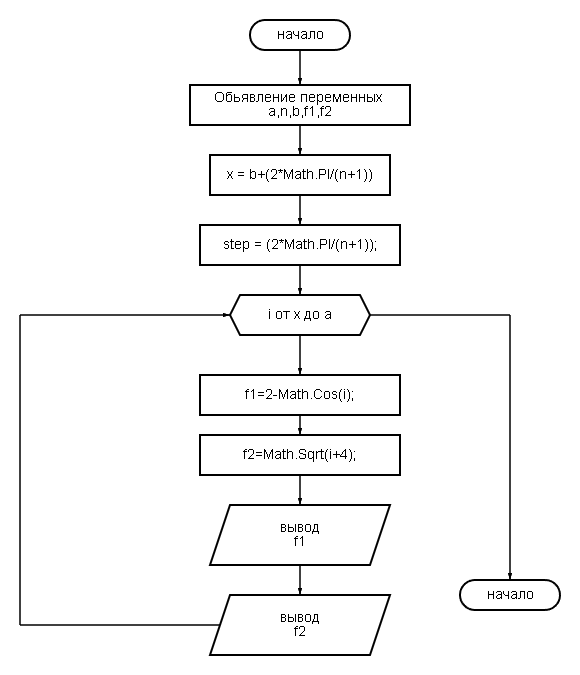 начало
Обьявление переменных
a,n,b,f1,f2
x = b+(2*Math.PI/(n+1))
step = (2*Math.PI/(n+1));
i от x до a
f1=2-Math.Cos(i);
f2=Math.Sqrt(i+4);
вывод
f1
вывод
f2
начало